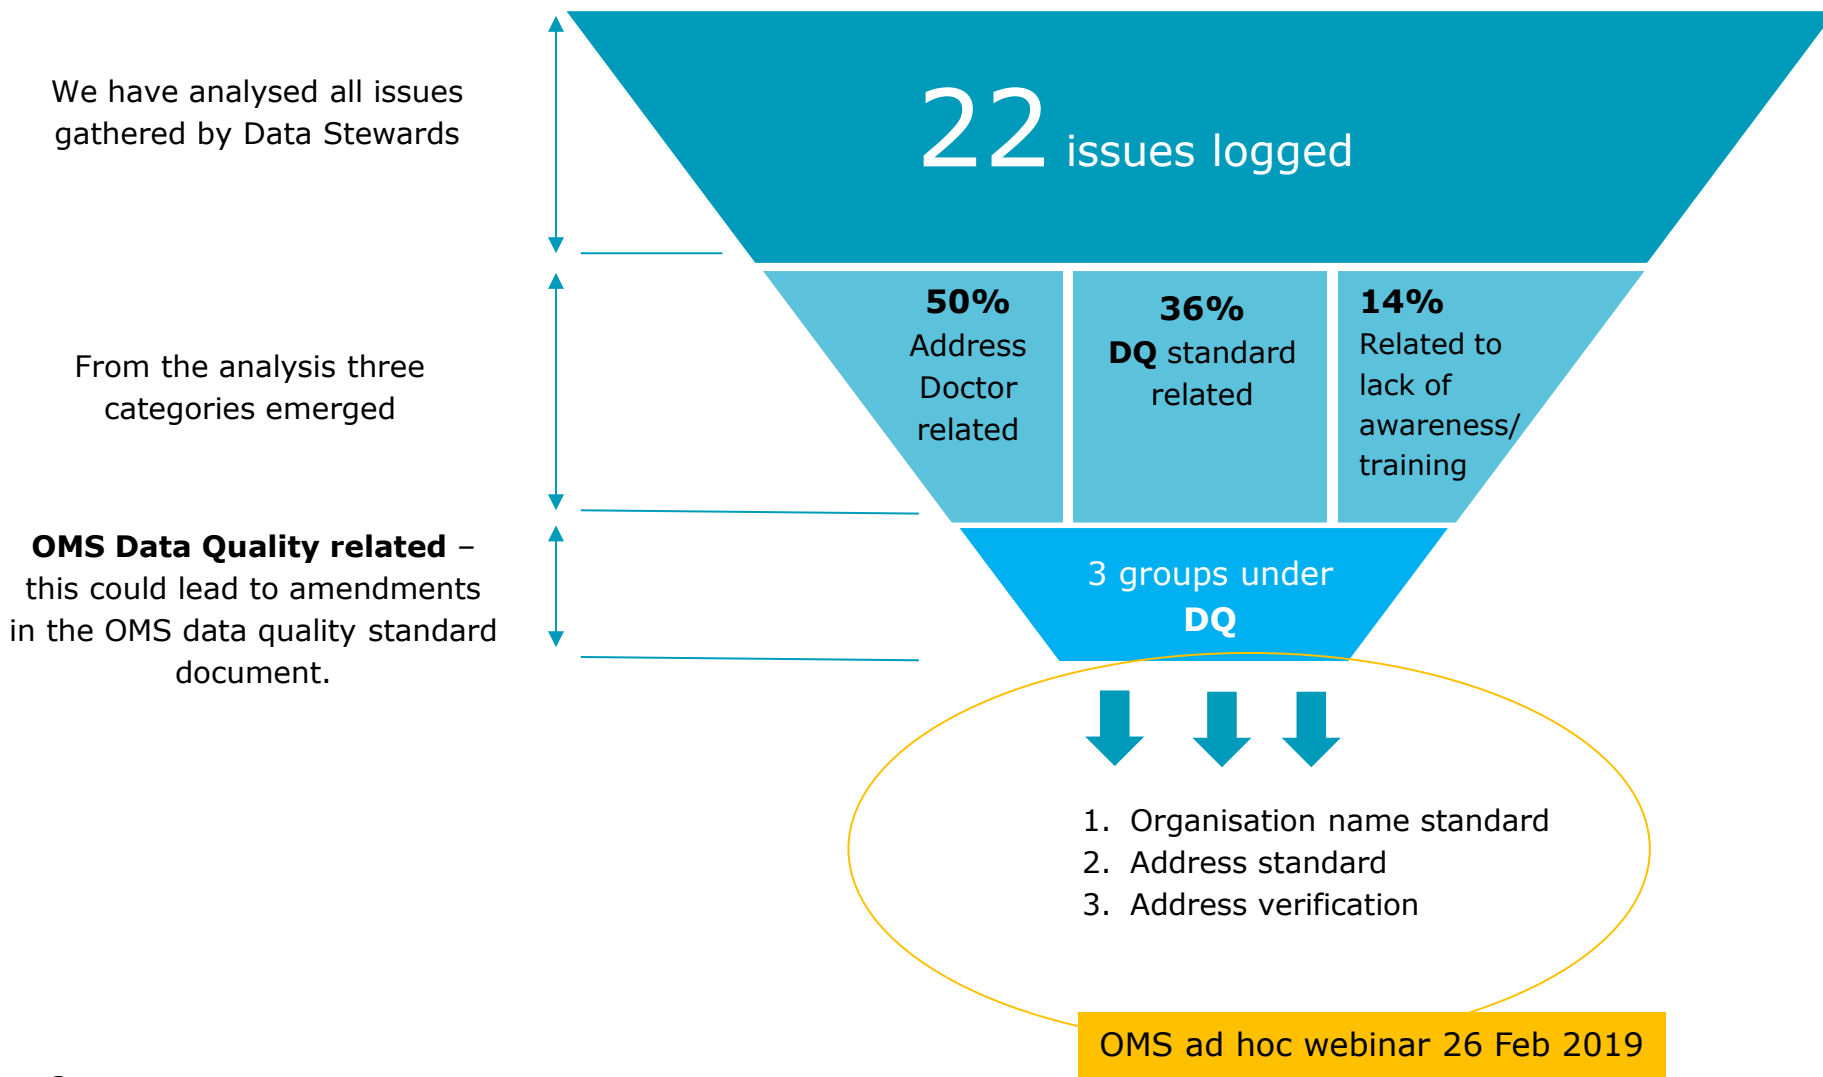 We have analysed all issues
gathered by Data Stewards
22 issues logged
From the analysis three
categories emerged
50%
Address
Doctor
related
36%
DQ standard
related
14%
Related to
lack of
awareness/
training
OMS Data Quality related –
this could lead to amendments
in the OMS data quality standard
document.
3 groups under
DQ
1. Organisation name standard
2. Address standard
3. Address verification
OMS ad hoc webinar 26 Feb 2019